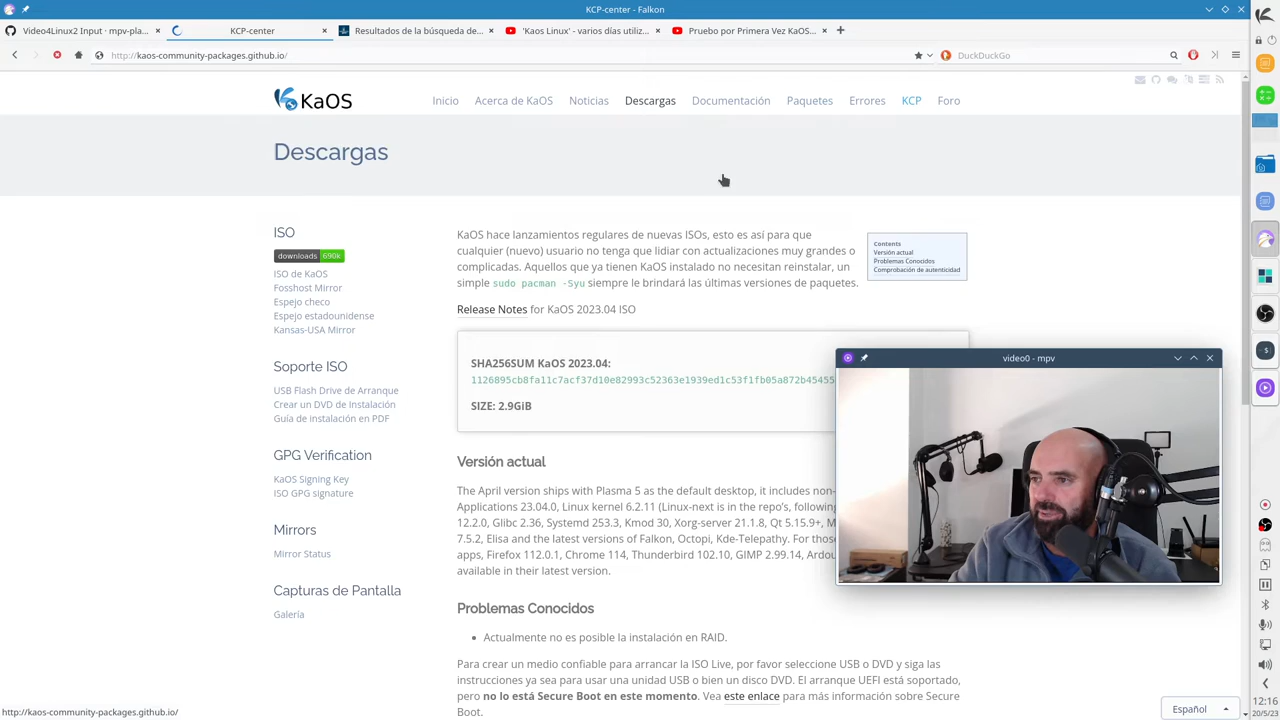 KCP-center - Falkon
Video4Linux2 Input · mpv-pla...
KCP-center
Resultados de la búsqueda de...
'Kaos Linux' - varios días utiliz...
Pruebo por Primera Vez KaOS...
http://kaos-community-packages.github.io/
DuckDuckGo
KaOS
Inicio
Acerca de KaOS
Noticias
Descargas
Documentación
Paquetes
Errores
KCP
Foro
Descargas
ISO
downloads 690k
ISO de KaOS
Fosshost Mirror
Espejo checo
Espejo estadounidense
Kansas-USA Mirror
Soporte ISO
USB Flash Drive de Arranque
Crear un DVD de Instalación
Guía de instalación en PDF
GPG Verification
KaOS Signing Key
ISO GPG signature
Mirrors
Mirror Status
Capturas de Pantalla
Galería
KaOS hace lanzamientos regulares de nuevas ISOs, esto es así para que
cualquier (nuevo) usuario no tenga que lidiar con actualizaciones muy grandes o
complicadas. Aquellos que ya tienen KaOS instalado no necesitan reinstalar, un
simple sudo pacman -Syu siempre le brindará las últimas versiones de paquetes.
Contents
Versión actual
Problemas Conocidos
Comprobación de autenticidad
Release Notes for KaOS 2023.04 ISO
SHA256SUM KaOS 2023.04:
1126895cb8fa11c7acf37d10e82993c52363e1939ed1c53f1fb05a872b45455
SIZE: 2.9GiB
Versión actual
The April version ships with Plasma 5 as the default desktop, it includes non-
Applications 23.04.0, Linux kernel 6.2.11 (Linux-next is in the repo's, following
12.2.0, Glibc 2.36, Systemd 253.3, Kmod 30, Xorg-server 21.1.8, Qt 5.15.9+, M
7.5.2, Elisa and the latest versions of Falkon, Octopi, Kde-Telepathy. For those
apps, Firefox 112.0.1, Chrome 114, Thunderbird 102.10, GIMP 2.99.14, Ardou
available in their latest version.
Problemas Conocidos
Actualmente no es posible la instalación en RAID.
Para crear un medio confiable para arrancar la ISO Live, por favor seleccione USB o DVD y siga las
instrucciones ya sea para usar una unidad USB o bien un disco DVD. El arranque UEFI está soportado,
pero no lo está Secure Boot en este momento. Vea este enlace para más información sobre Secure
Boot.
video0 - mpv
http://kaos-community-packages.github.io/
Español
12:16
20/5/23